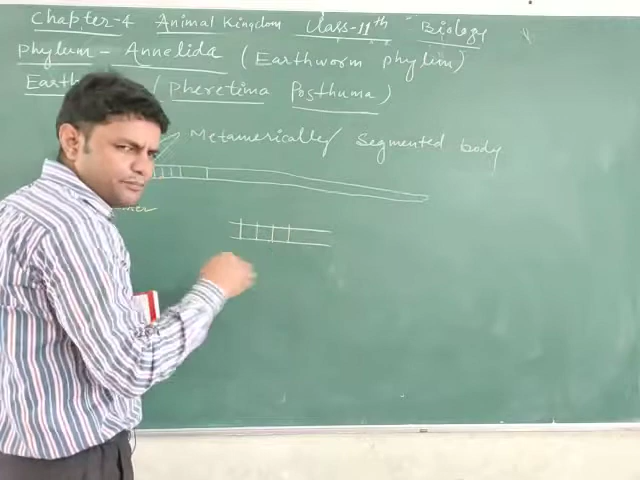 Chapter-4 Animal Kingdom Class-11th Biology
Phylum - Annelida (Earthworm phylum)
Earth / Pheretima Posthuma)
Metamerically Segmented body